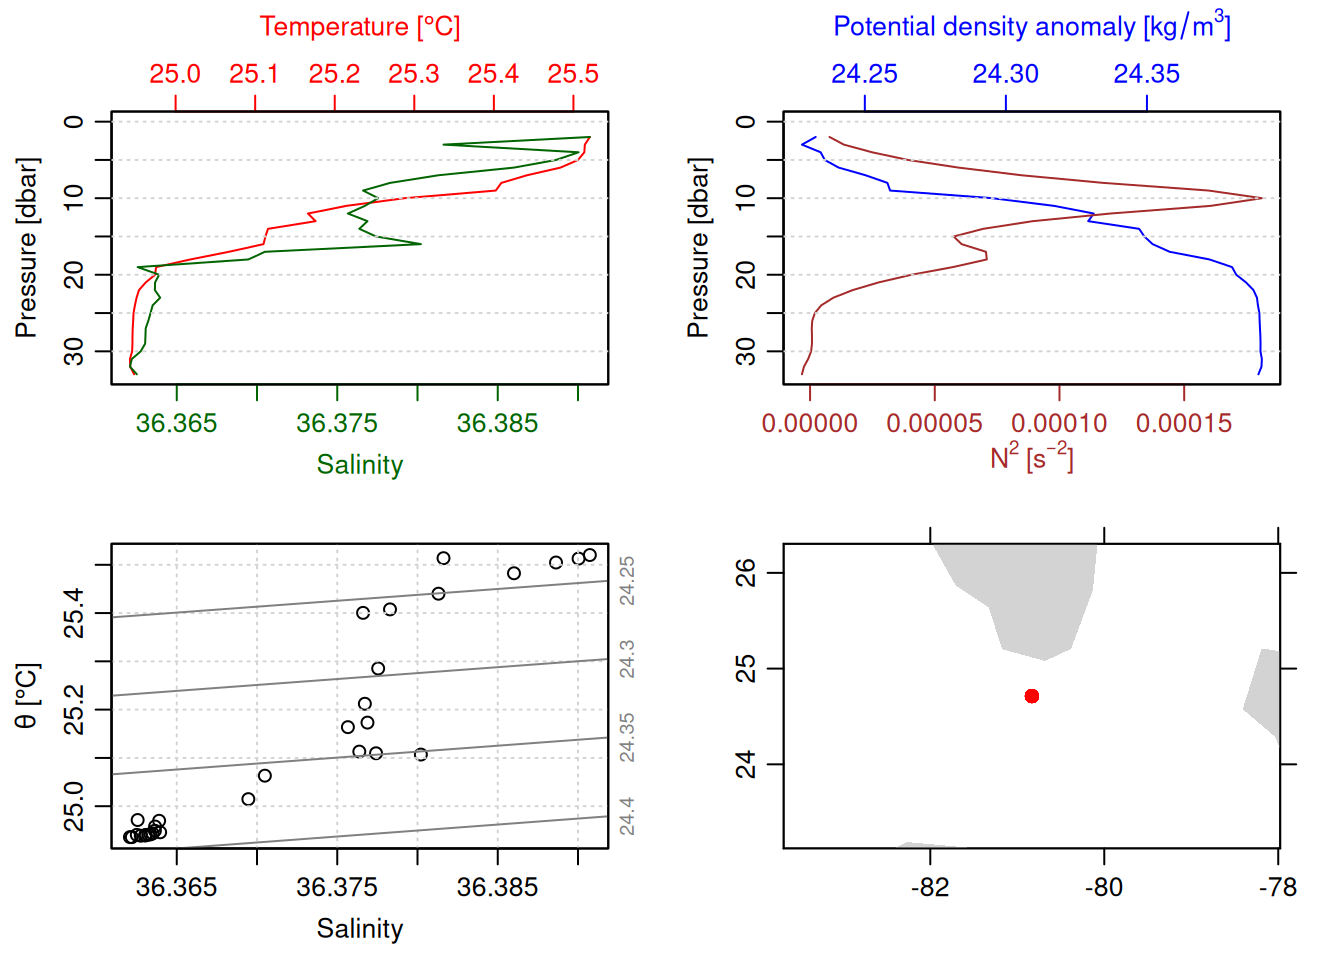 Temperature [°C]
25.0 25.1 25.2 25.3 25.4 25.5
Pressure [dbar]
0
10
20
30
36.365 36.375 36.385
Salinity
Potential density anomaly [kg/m³]
24.25 24.30 24.35
Pressure [dbar]
0
10
20
30
0.00000 0.00005 0.00010 0.00015
N² [s⁻²]
θ [°C]
25.4
25.2
25.0
24.25
24.3
24.35
24.4
36.365 36.375 36.385
Salinity
26
25
24
-82 -80 -78